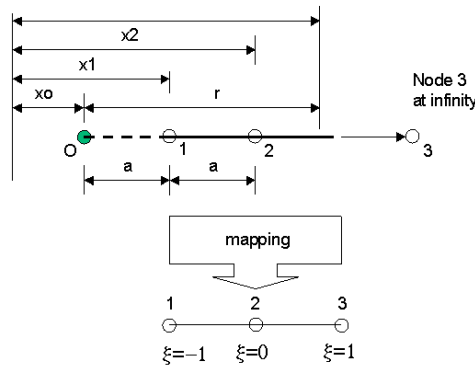 x2
x1
xo
r
Node 3
at infinity
O
1
2
3
a
a
mapping
1
2
3
ξ=−1
ξ=0
ξ=1